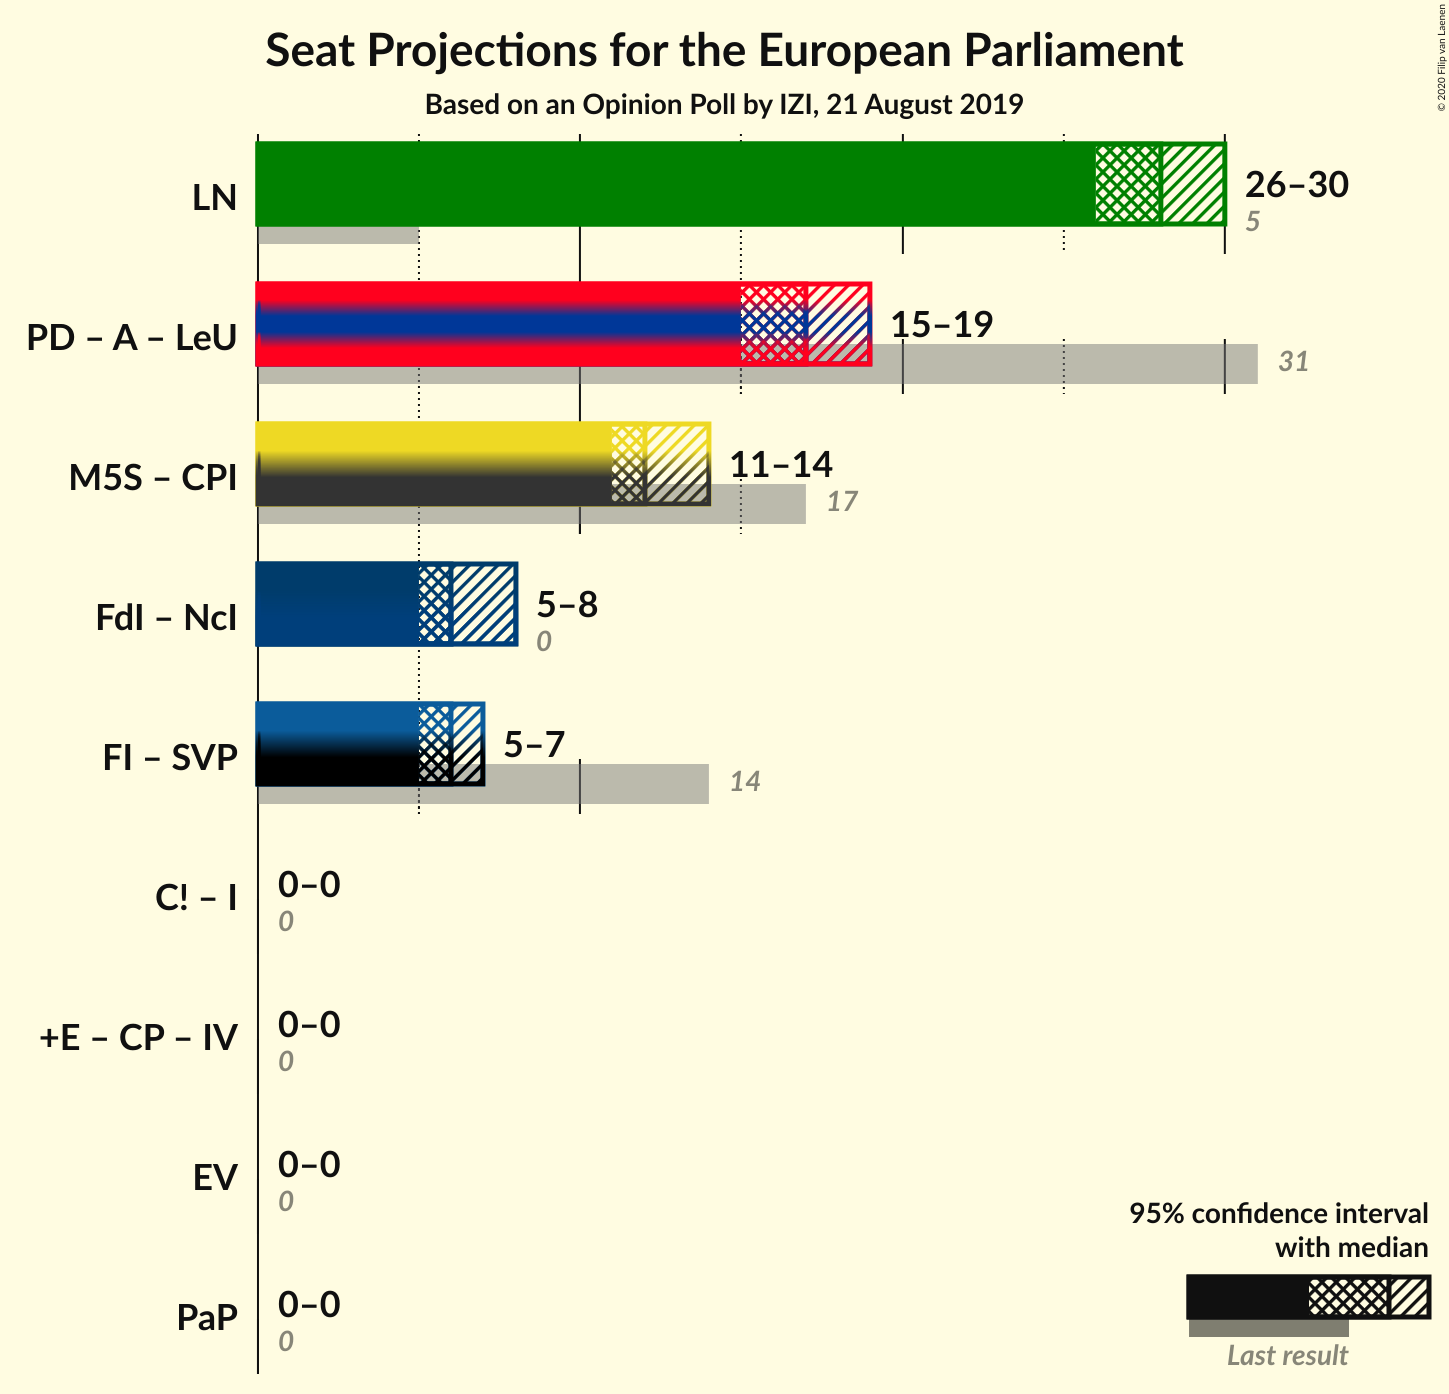 Seat Projections for the European Parliament
Based on an Opinion Poll by IZI, 21 August 2019
© 2020 Filip van Laenen
LN
26–30
5
PD – A – LeU
15–19
31
M5S – CPI
11–14
17
FdI – NcI
5–8
0
FI – SVP
5–7
14
C! – I
0–0
0
+E – CP – IV
0–0
0
EV
0–0
0
PaP
0–0
0
95% confidence interval
with median
Last result